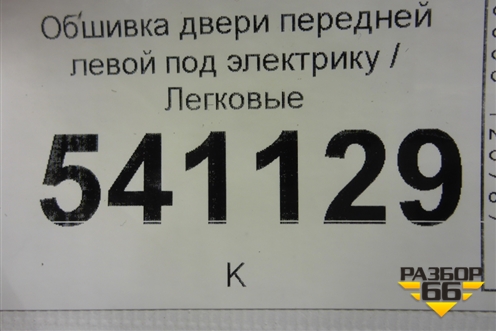 Обшивка двери передней
левой под электрику /
Легковые
541129
К
РАЗБОР
66